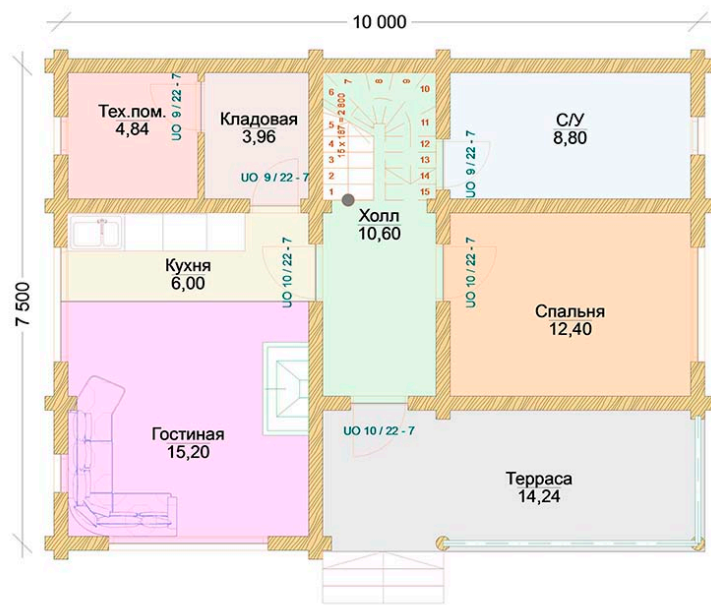 10 000
7 500
Тех.пом.
4,84
UO 9 / 22 - 7
Кладовая
3,96
UO 9 / 22 - 7
1
2
3
4
5
6
7
8
9
10
11
12
13
14
15
15 x 187 = 2 800
С/У
8,80
UO 9 / 22 - 7
Холл
10,60
Кухня
6,00
UO 10 / 22 - 7
UO 10 / 22 - 7
Спальня
12,40
Гостиная
15,20
UO 10 / 22 - 7
Терраса
14,24